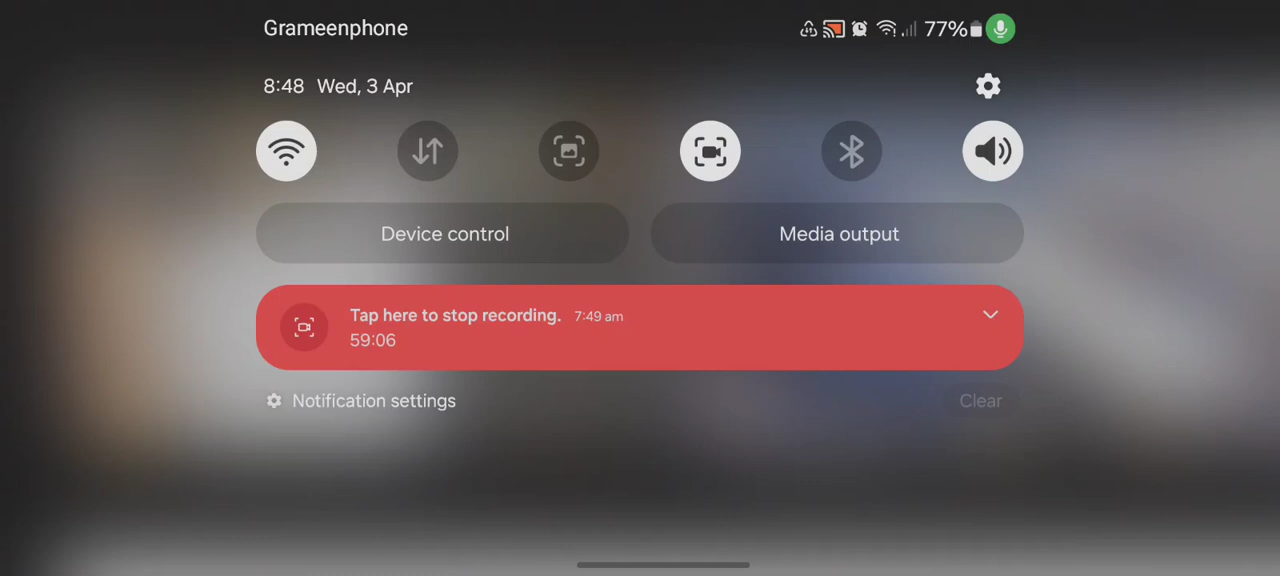 Grameenphone
77%
8:48 Wed, 3 Apr
Device control
Media output
Tap here to stop recording. 7:49 am
59:06
Notification settings
Clear